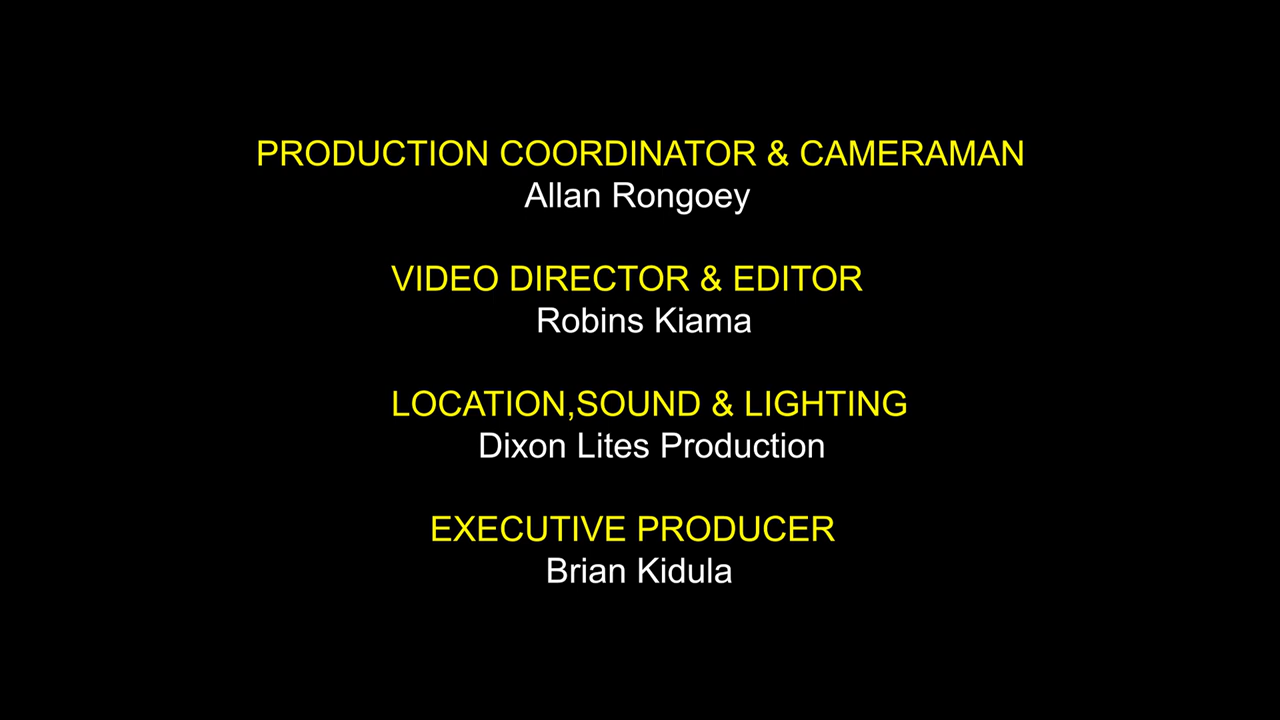 PRODUCTION COORDINATOR & CAMERAMAN
Allan Rongoey
VIDEO DIRECTOR & EDITOR
Robins Kiama
LOCATION,SOUND & LIGHTING
Dixon Lites Production
EXECUTIVE PRODUCER
Brian Kidula